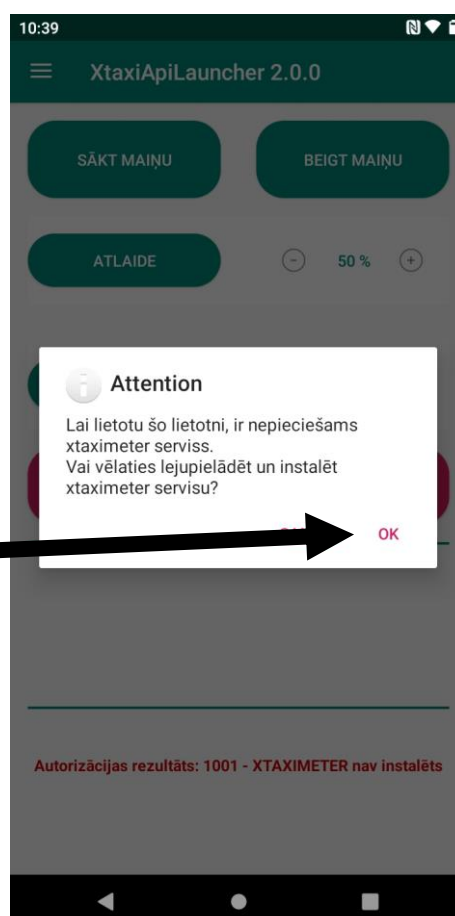 10:39
XtaxiApiLauncher 2.0.0
SĀKT MAIŅU
BEIGT MAIŅU
ATLAIDE
50 %
Attention
Lai lietotu šo lietotni, ir nepieciešams
xtaximeter serviss.
Vai vēlaties lejupielādēt un instalēt
xtaximeter servisu?
OK
Autorizācijas rezultāts: 1001 - XTAXIMETER nav instalēts